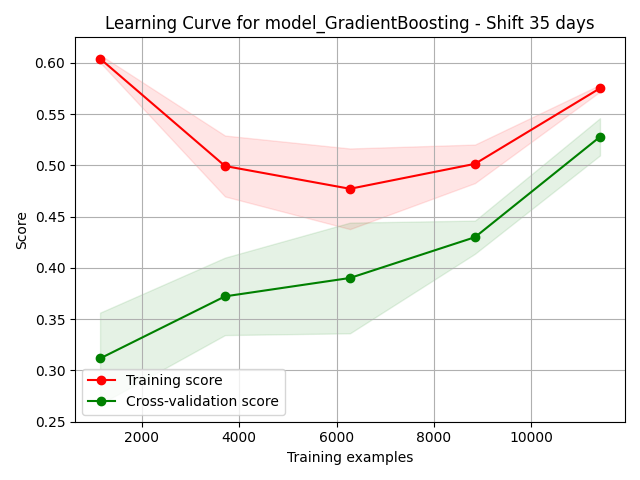 Learning Curve for model_GradientBoosting - Shift 35 days
Score
0.60
0.55
0.50
0.45
0.40
0.35
0.30
0.25
Training score
Cross-validation score
2000 4000 6000 8000 10000
Training examples